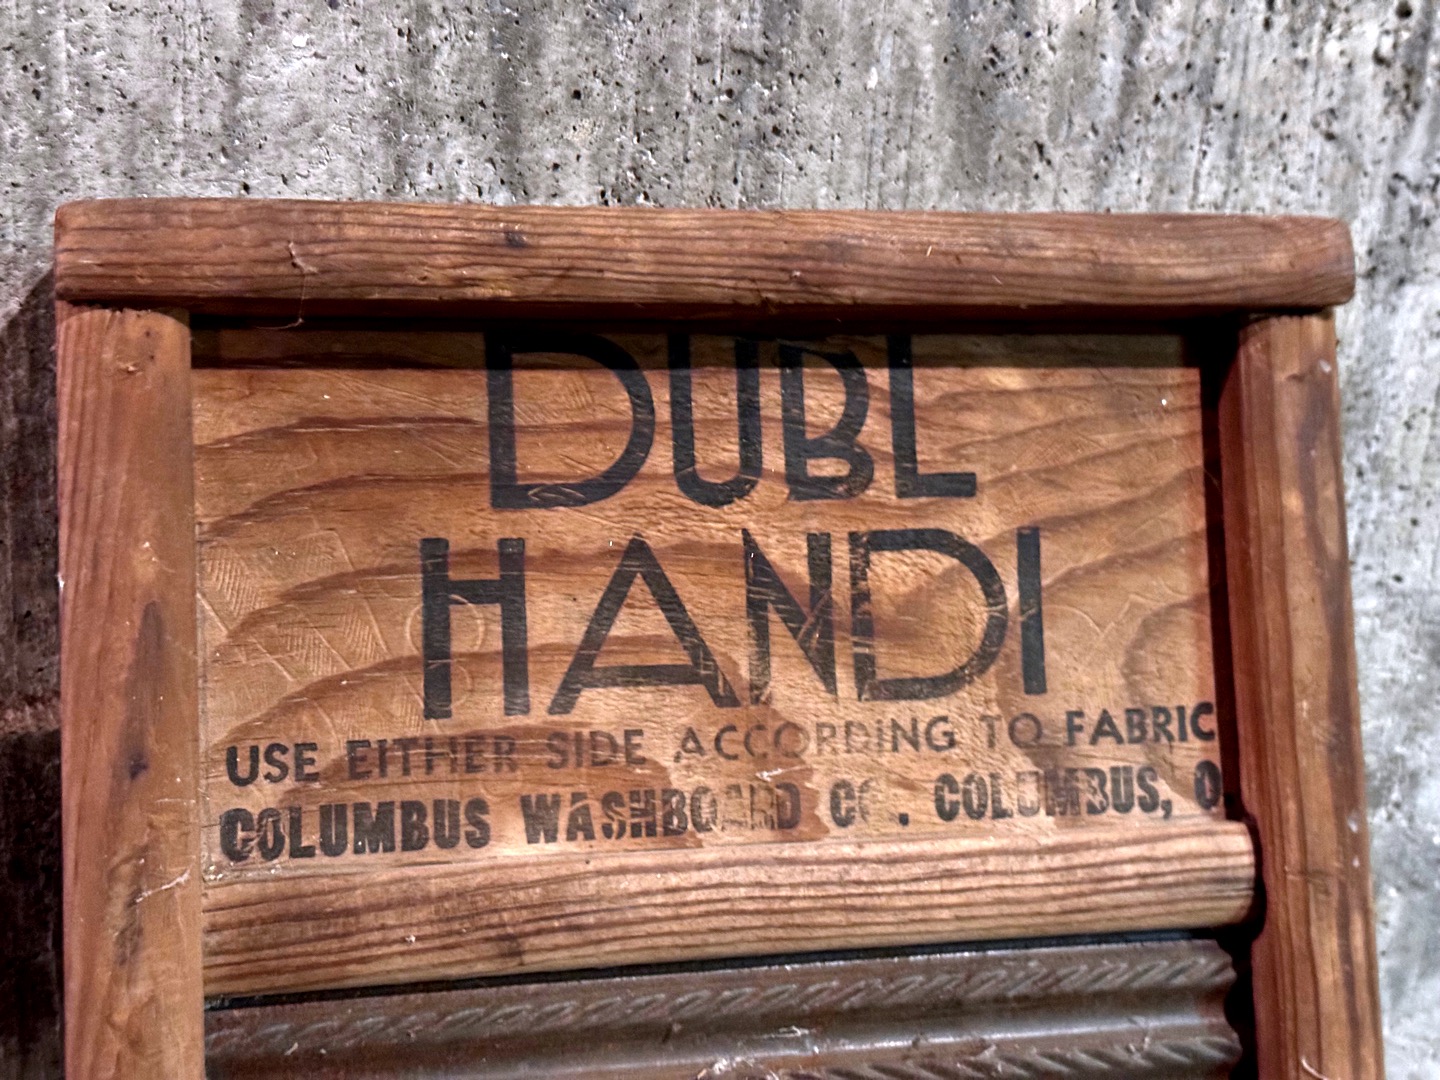 DUBL
HANDI
USE EITHER SIDE ACCORDING TO FABRIC
COLUMBUS WASHBOARD CO. COLUMBUS, O.